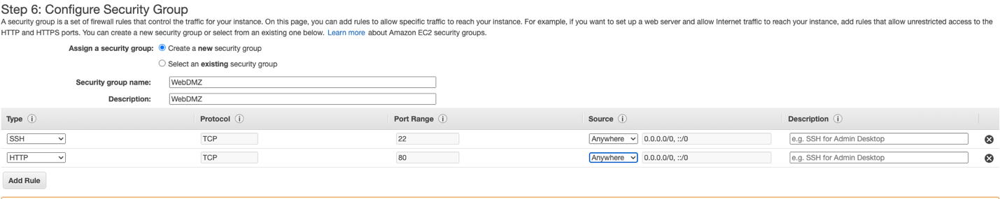 Step 6: Configure Security Group
A security group is a set of firewall rules that control the traffic for your instance. On this page, you can add rules to allow specific traffic to reach your instance. For example, if you want to set up a web server and allow Internet traffic to reach your instance, add rules that allow unrestricted access to the
HTTP and HTTPS ports. You can create a new security group or select from an existing one below. Learn more about Amazon EC2 security groups.
Assign a security group: Create a new security group
Select an existing security group
Security group name: WebDMZ
Description: WebDMZ
Type i Protocol i Port Range i Source i Description i
SSH TCP 22 Anywhere 0.0.0.0/0, ::/0 e.g. SSH for Admin Desktop
HTTP TCP 80 Anywhere 0.0.0.0/0, ::/0 e.g. SSH for Admin Desktop
Add Rule